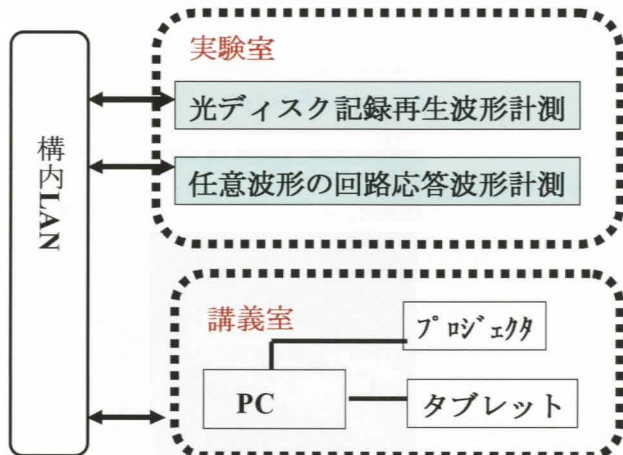 構内LAN
実験室
光ディスク記録再生波形計測
任意波形の回路応答波形計測
講義室
ﾌﾟﾛｼﾞｪｸﾀ
PC
タブレット